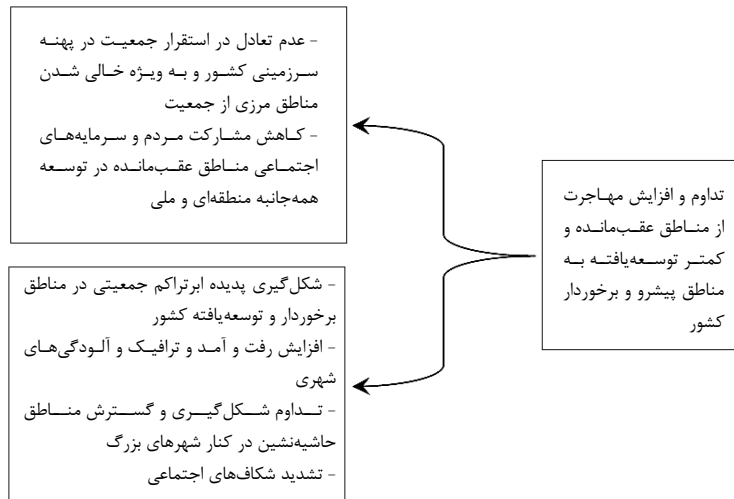 تداوم و افزایش مهاجرت
از مناطق عقب‌مانده و
کمتر توسعه‌یافته به
مناطق پیشرو و برخوردار
کشور
- عدم تعادل در استقرار جمعیت در پهنه
سرزمینی کشور و به ویژه خالی شدن
مناطق مرزی از جمعیت
- کاهش مشارکت مردم و سرمایه‌های
اجتماعی مناطق عقب‌مانده در توسعه
همه‌جانبه منطقه‌ای و ملی
- شکل‌گیری پدیده ابرتراکم جمعیتی در مناطق
برخوردار و توسعه‌یافته کشور
- افزایش رفت و آمد و ترافیک و آلودگی‌های
شهری
- تداوم شکل‌گیری و گسترش مناطق
حاشیه‌نشین در کنار شهرهای بزرگ
- تشدید شکاف‌های اجتماعی